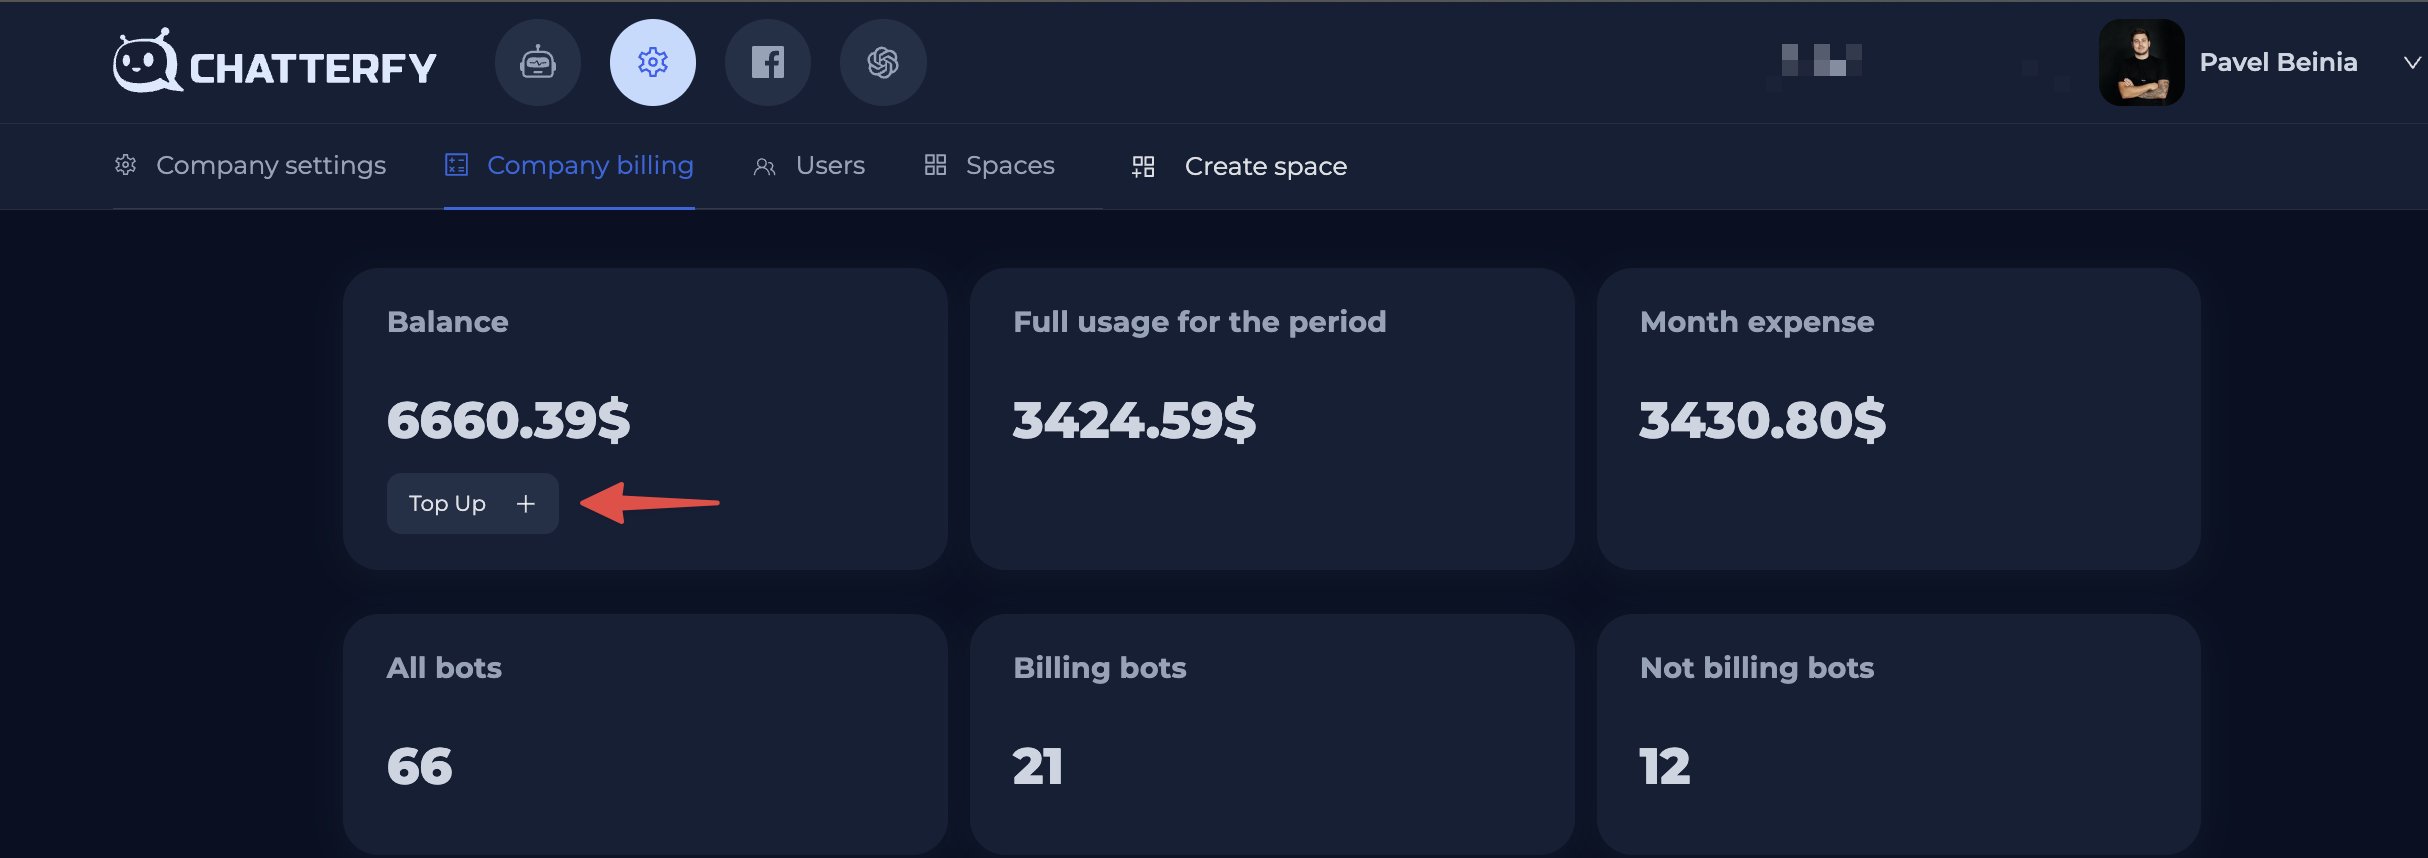 CHATTERFY
Pavel Beinia
Company settings
Company billing
Users
Spaces
Create space
Balance
6660.39$
Top Up +
Full usage for the period
3424.59$
Month expense
3430.80$
All bots
66
Billing bots
21
Not billing bots
12